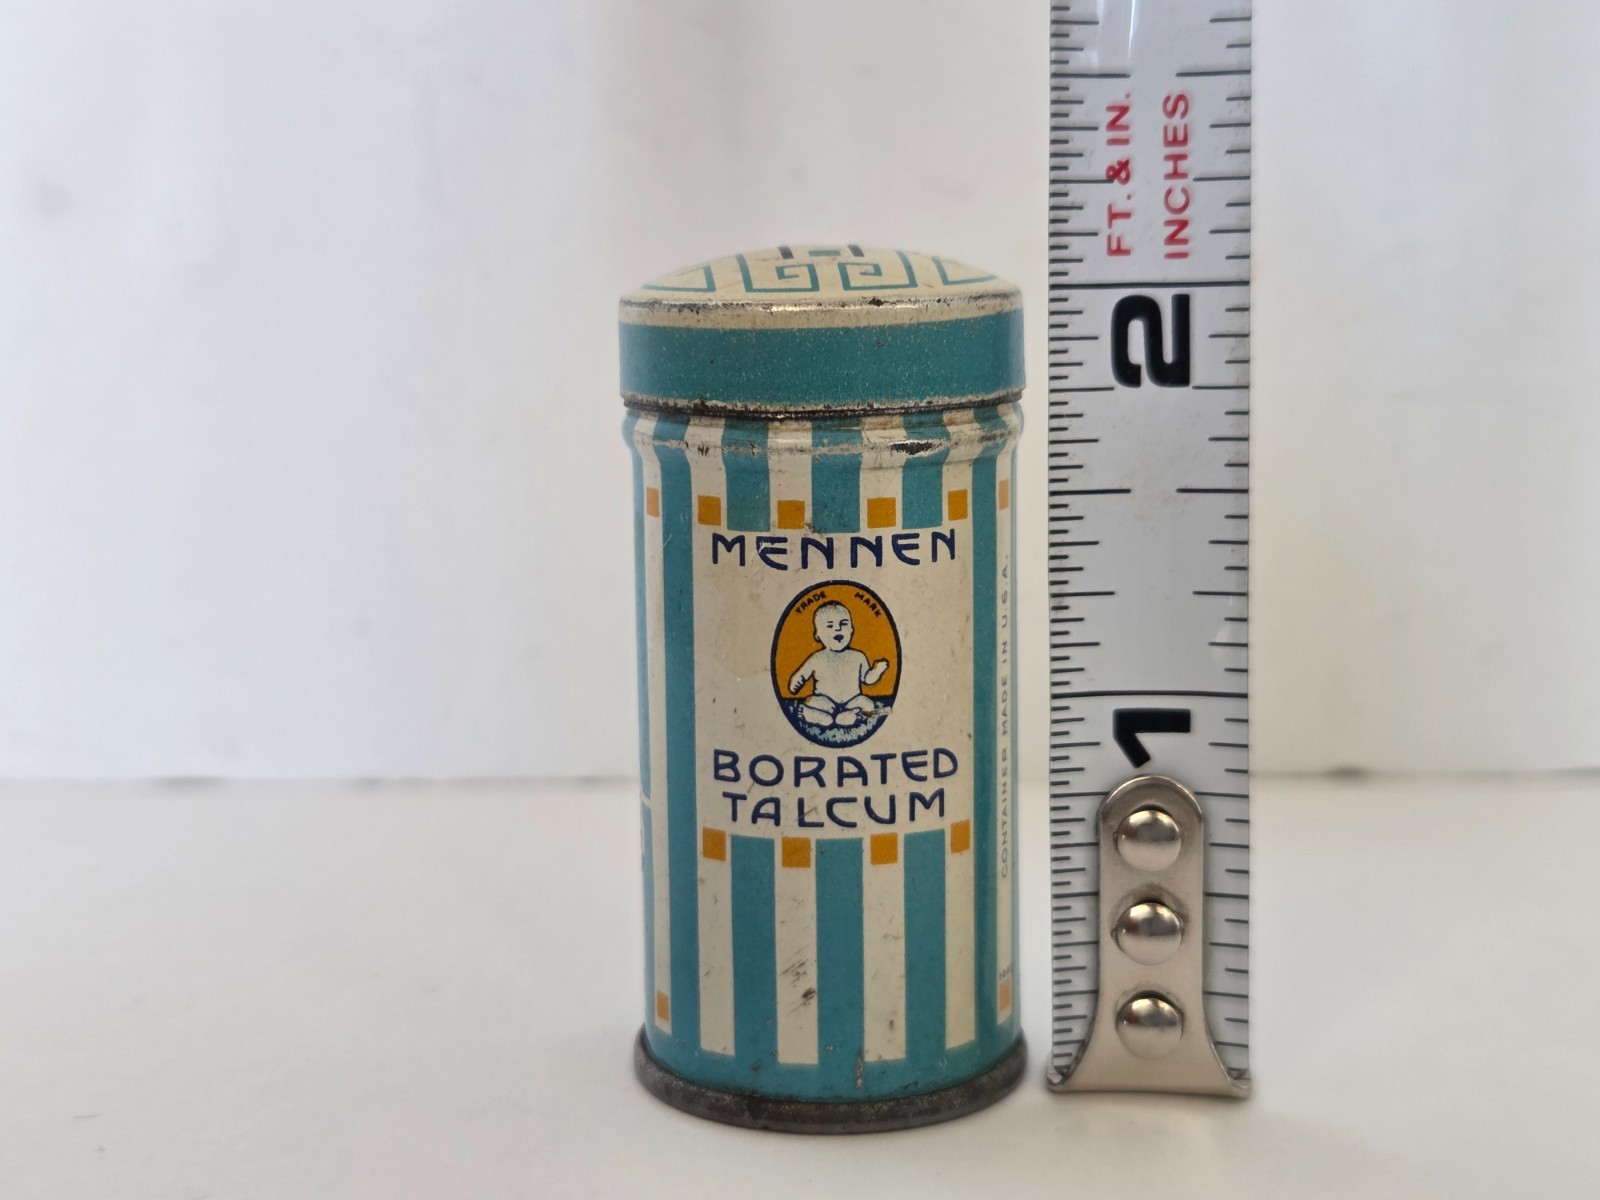 MENNEN
TRADE MARK
BORATED
TALCUM
CONTAINER MADE IN U.S.A.
FT. & IN.
INCHES
2
1